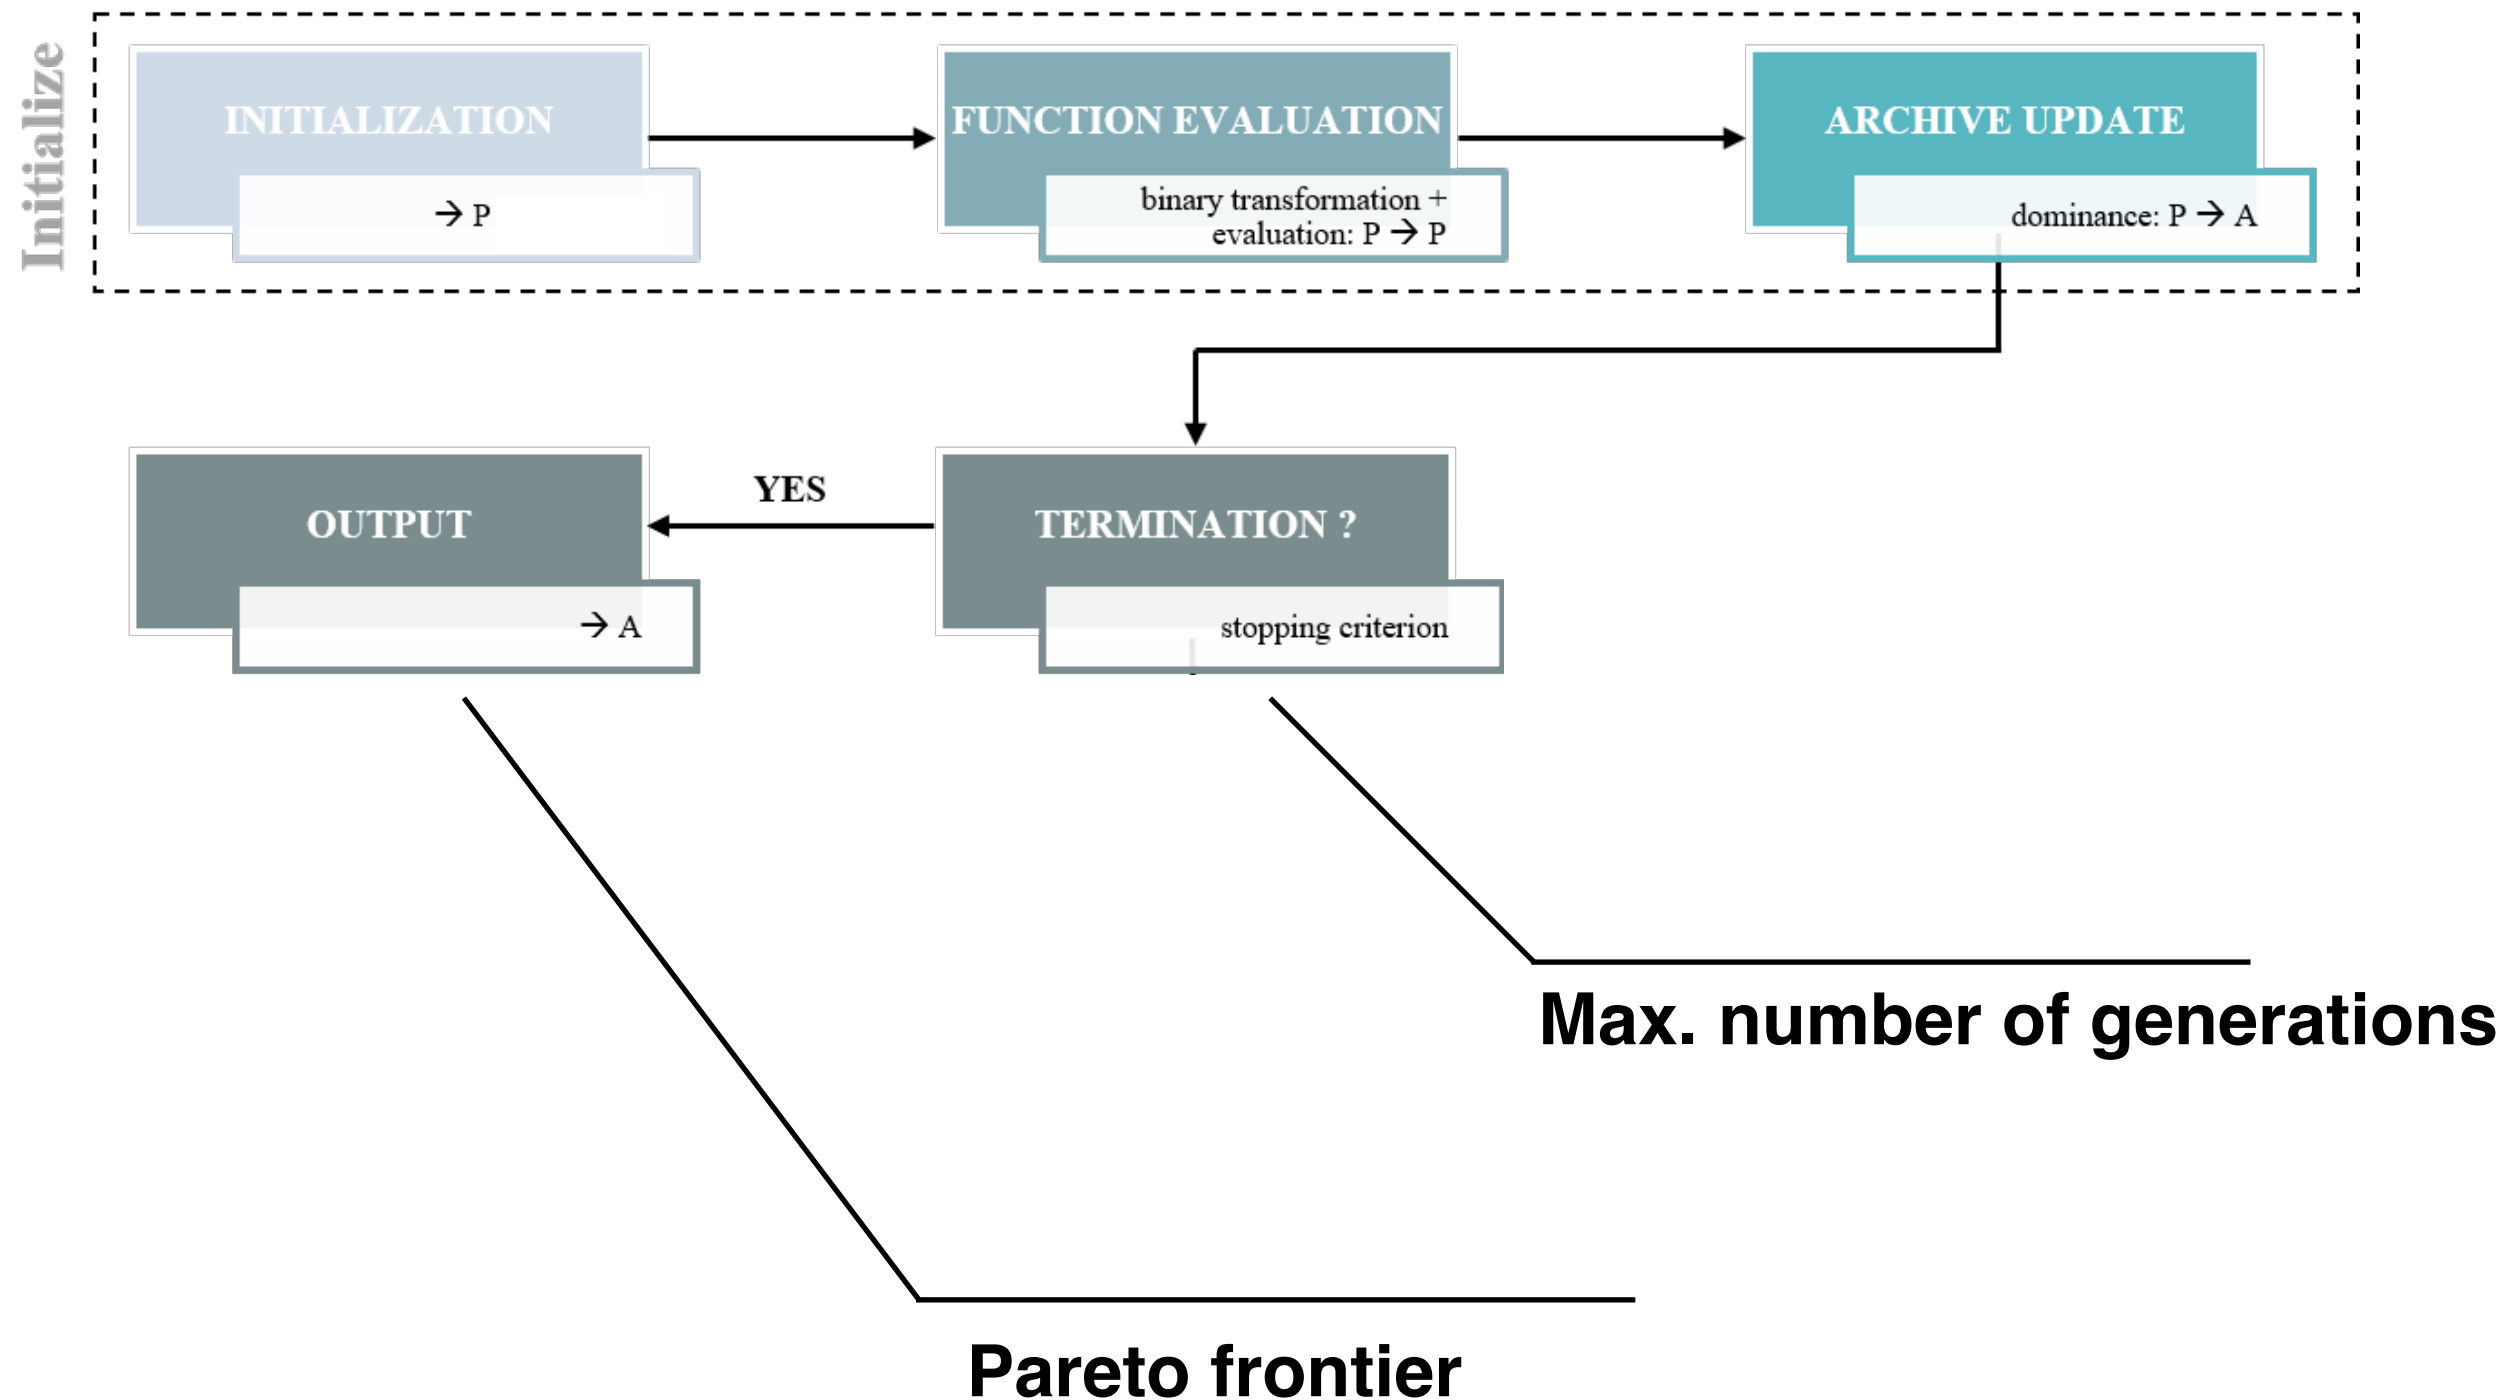 Initialize
INITIALIZATION
→ P
FUNCTION EVALUATION
binary transformation +
evaluation: P → P
ARCHIVE UPDATE
dominance: P → A
OUTPUT
→ A
YES
TERMINATION ?
stopping criterion
Max. number of generations
Pareto frontier